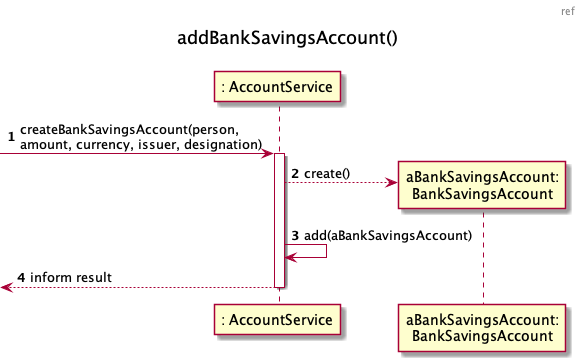 ref
addBankSavingsAccount()
: AccountService
1 createBankSavingsAccount(person,
amount, currency, issuer, designation)
2 create()
aBankSavingsAccount:
BankSavingsAccount
3 add(aBankSavingsAccount)
4 inform result
: AccountService
aBankSavingsAccount:
BankSavingsAccount